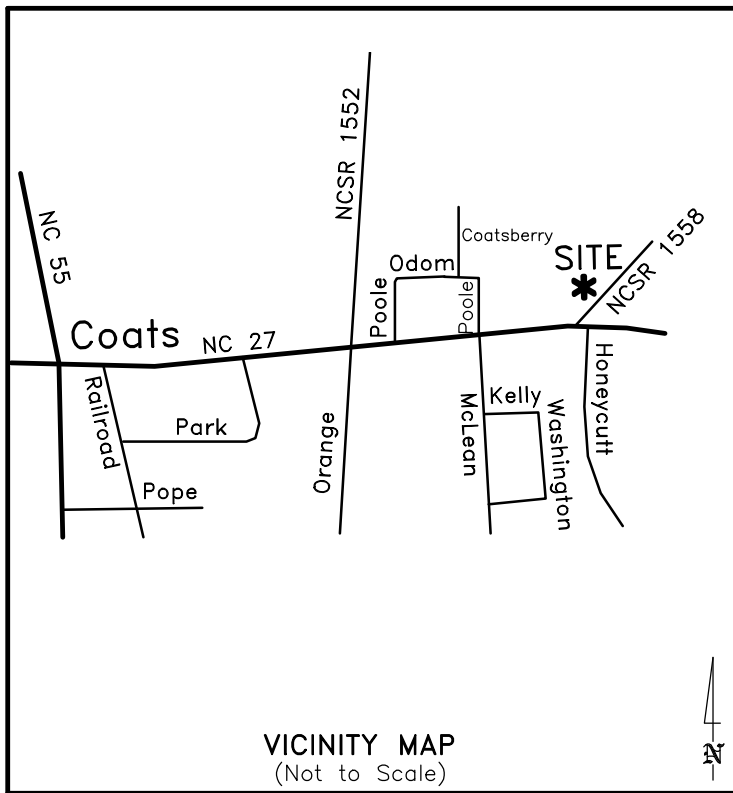 NCSR 1552
NC 55
Coatsberry
NCSR 1558
Odom
SITE
Poole
Poole
Coats
NC 27
Railroad
Park
Pope
Orange
McLean
Kelly
Washington
Honeycutt
VICINITY MAP
(Not to Scale)
N